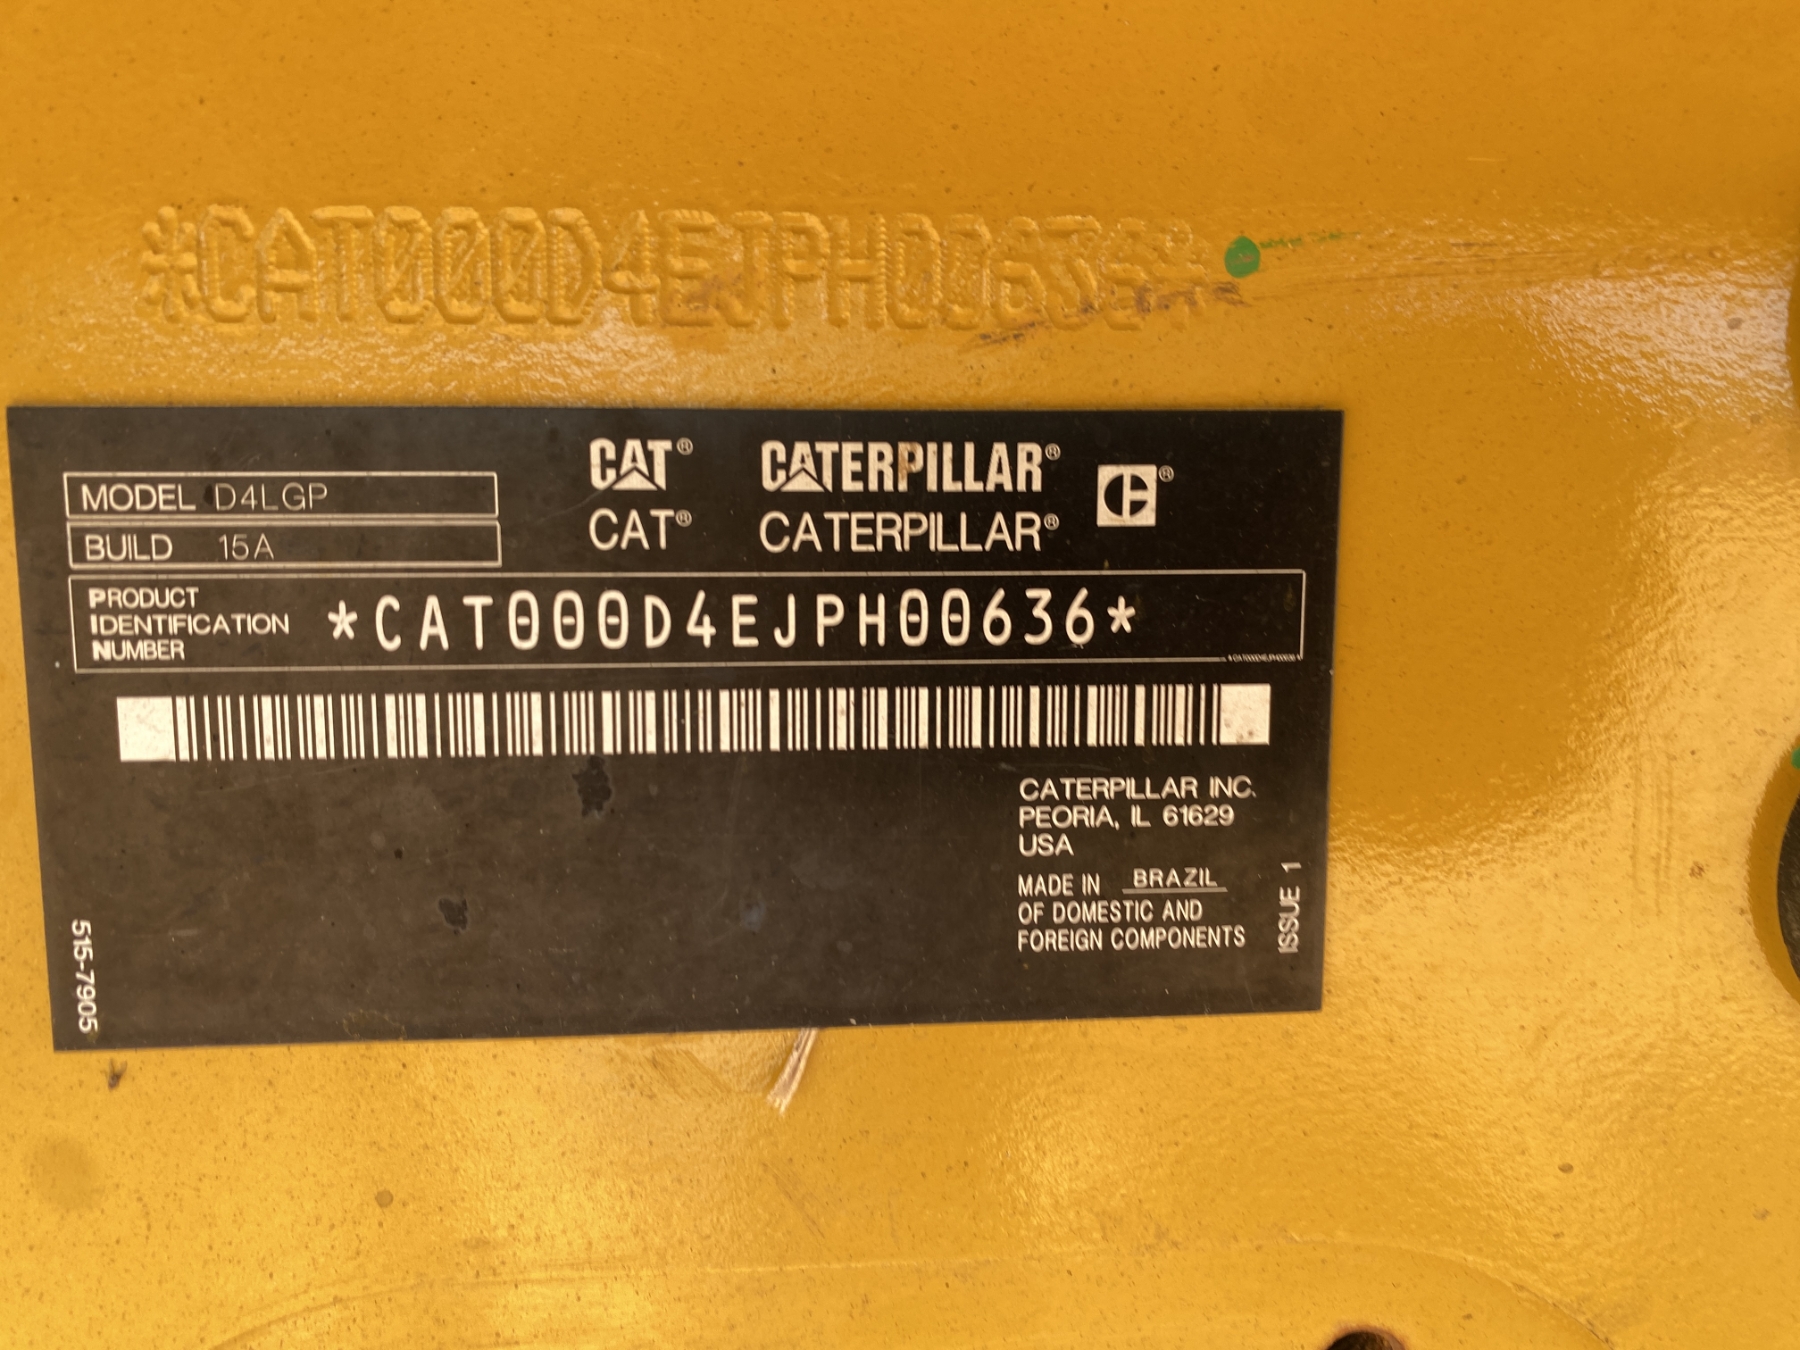 *CAT000D4EJPH00636*
CAT® CATERPILLAR® ®
CAT® CATERPILLAR®
MODEL D4LGP
BUILD 15A
PRODUCT
IDENTIFICATION
NUMBER
*CAT000D4EJPH00636*
*CAT000D4EJPH00636*
CATERPILLAR INC.
PEORIA, IL 61629
USA
MADE IN BRAZIL
OF DOMESTIC AND
FOREIGN COMPONENTS
ISSUE 1
515-7905